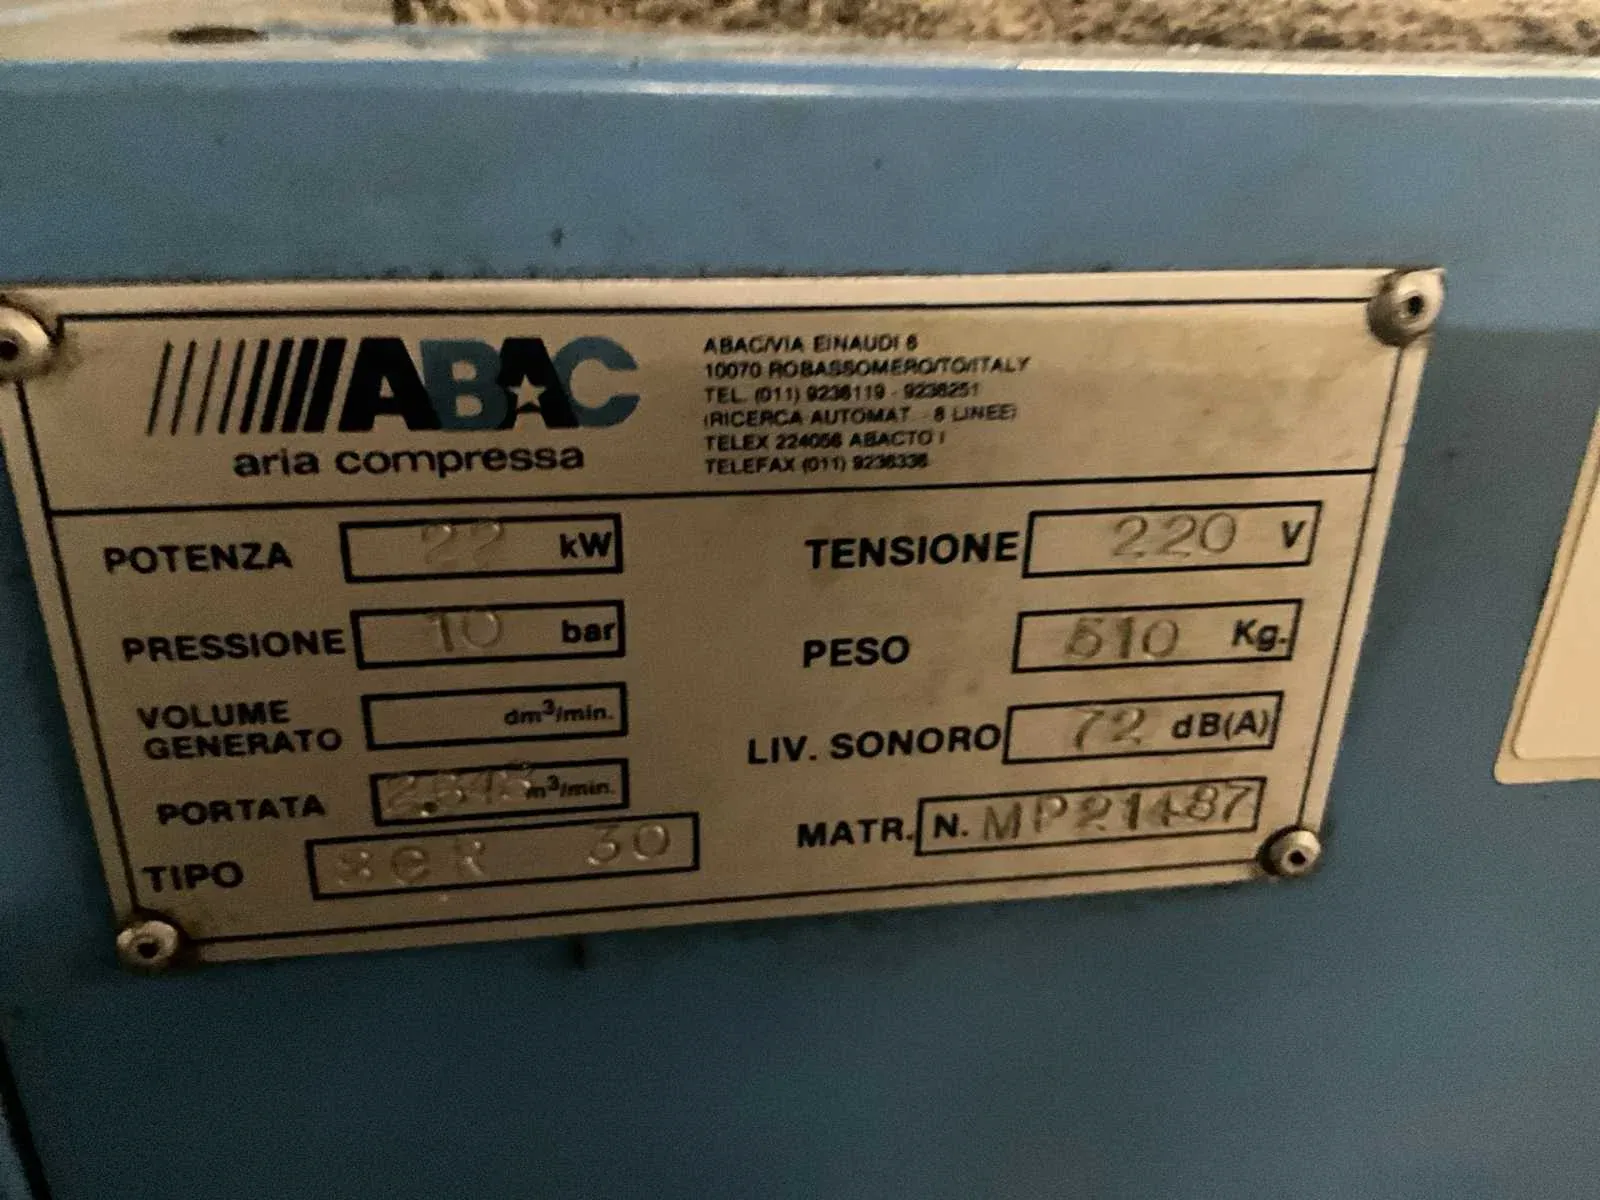 ABAC
aria compressa
ABAC/VIA EINAUDI 6
10070 ROBASSOMERO/TO/ITALY
TEL. (011) 9236119 - 9236251
(RICERCA AUTOMAT. - 8 LINEE)
TELEX 224056 ABACTO I
TELEFAX (011) 9236336
POTENZA 22 kW
PRESSIONE 10 bar
VOLUME
GENERATO dm³/min.
PORTATA m³/min.
TIPO 30
TENSIONE 220 V
PESO 510 Kg.
LIV. SONORO 72 dB(A)
MATR. N. MP21487